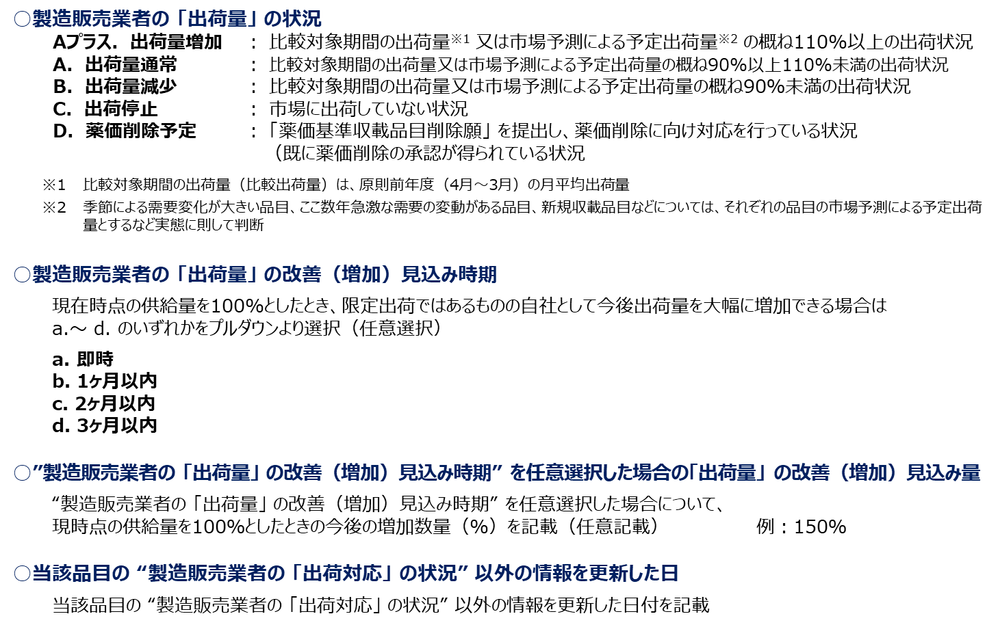 ○製造販売業者の「出荷量」の状況
Aプラス．出荷量増加　：　比較対象期間の出荷量※1 又は市場予測による予定出荷量※2 の概ね110%以上の出荷状況
A．出荷量通常　：　比較対象期間の出荷量又は市場予測による予定出荷量の概ね90%以上110%未満の出荷状況
B．出荷量減少　：　比較対象期間の出荷量又は市場予測による予定出荷量の概ね90%未満の出荷状況
C．出荷停止　：　市場に出荷していない状況
D．薬価削除予定　：　「薬価基準収載品目削除願」を提出し、薬価削除に向け対応を行っている状況
（既に薬価削除の承認が得られている状況
※1　比較対象期間の出荷量（比較出荷量）は、原則前年度（4月～3月）の月平均出荷量
※2　季節による需要変化が大きい品目、ここ数年急激な需要の変動がある品目、新規収載品目などについては、それぞれの品目の市場予測による予定出荷
量とするなど実態に則して判断
○製造販売業者の「出荷量」の改善（増加）見込み時期
現在時点の供給量を100%としたとき、限定出荷ではあるものの自社として今後出荷量を大幅に増加できる場合は
a.～ d. のいずれかをプルダウンより選択（任意選択）
a. 即時
b. 1ヶ月以内
c. 2ヶ月以内
d. 3ヶ月以内
○”製造販売業者の「出荷量」の改善（増加）見込み時期” を任意選択した場合の「出荷量」の改善（増加）見込み量
“製造販売業者の「出荷量」の改善（増加）見込み時期” を任意選択した場合について、
現時点の供給量を100%としたときの今後の増加数量（%）を記載（任意記載）　例：150%
○当該品目の “製造販売業者の「出荷対応」の状況” 以外の情報を更新した日
当該品目の “製造販売業者の「出荷対応」の状況” 以外の情報を更新した日付を記載